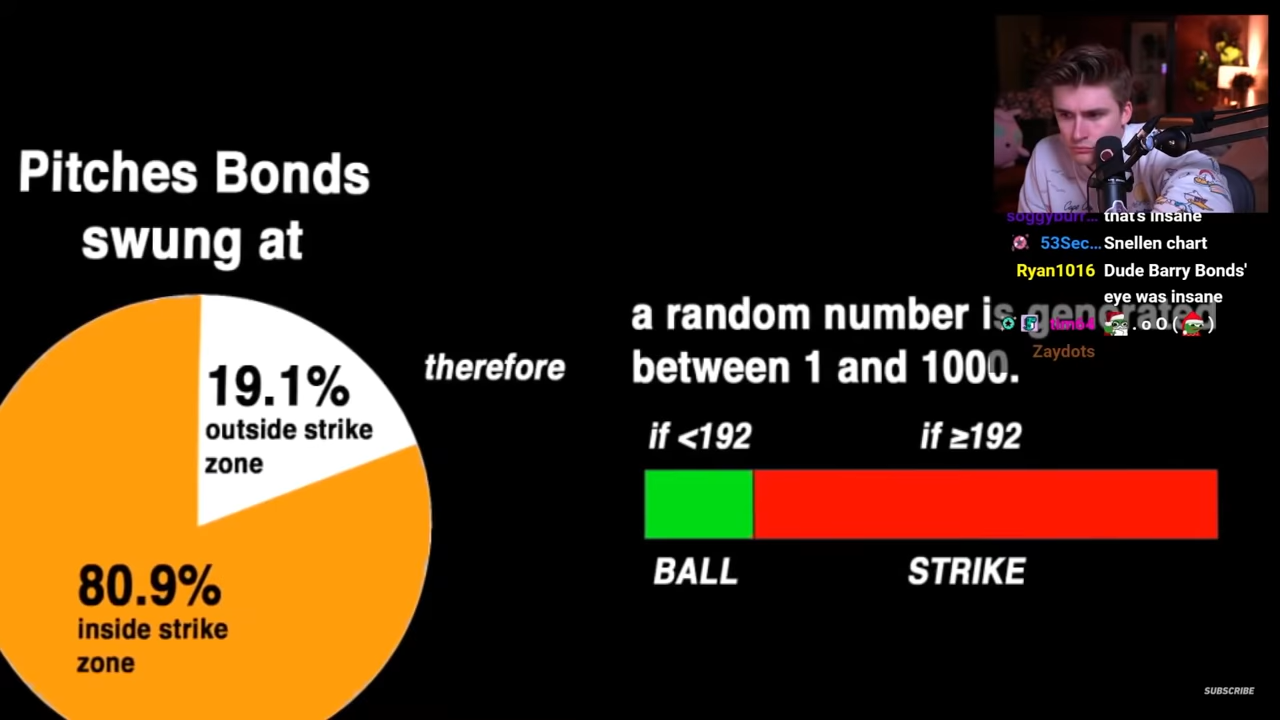 Pitches Bonds
swung at
19.1%
outside strike
zone
80.9%
inside strike
zone
therefore
a random number is generated
between 1 and 1000.
if <192
if ≥192
BALL
STRIKE
that's insane
53Sec... Snellen chart
Ryan1016 Dude Barry Bonds'
eye was insane
. o O ( )
Zaydots
SUBSCRIBE